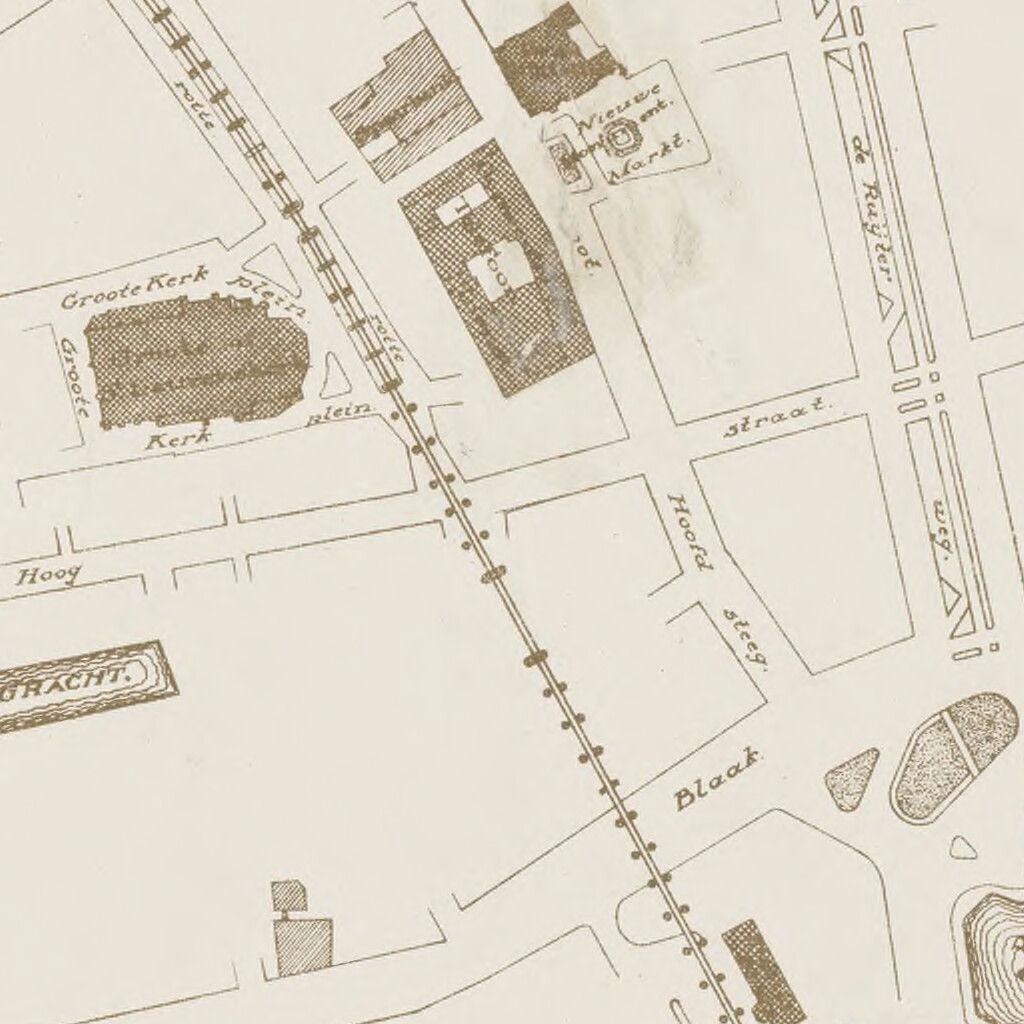 rotte
Nieuwe
Markt.
de Ruyter
Groote Kerk
plein.
rotte
Groote
plein
Kerk
straat.
Hoofd
steeg.
weg.
Hoog
GRACHT.
Blaak.